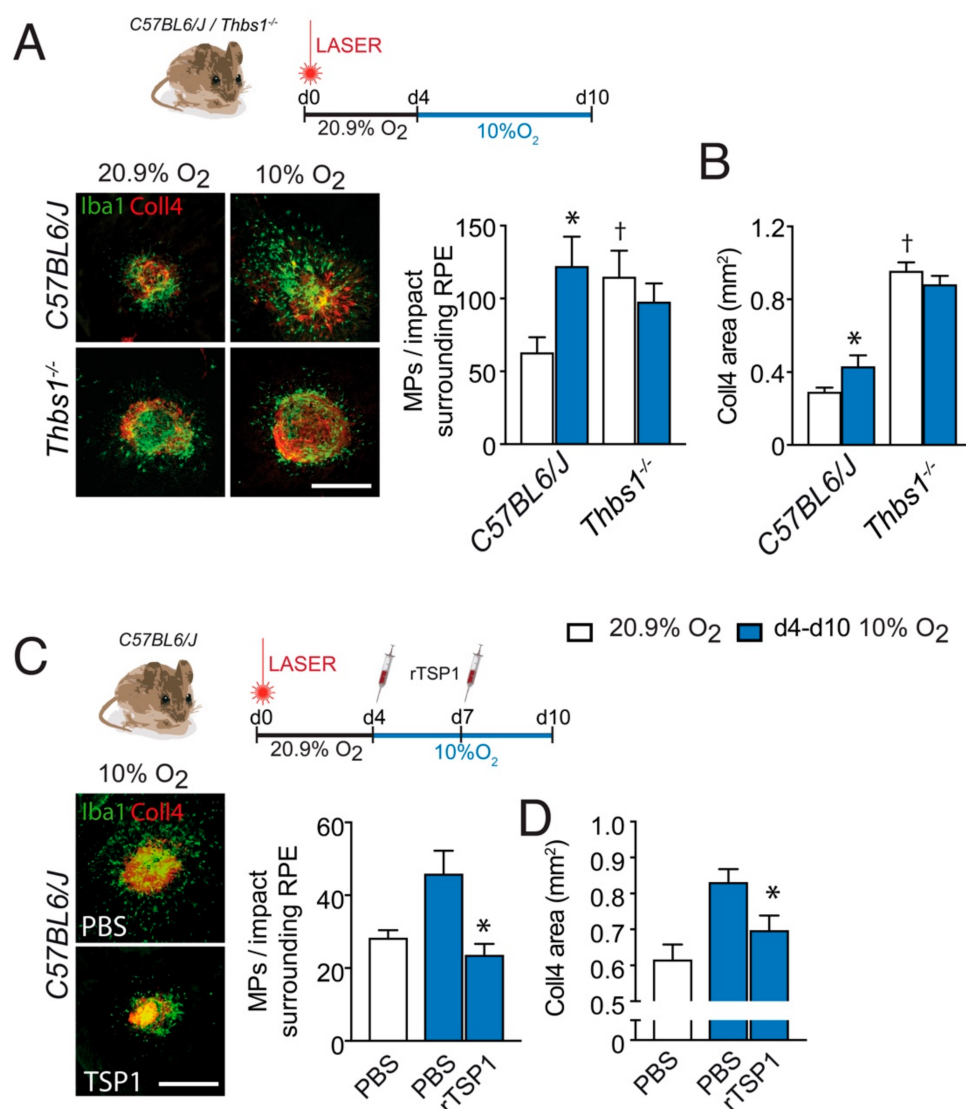 A
C57BL6/J / Thbs1-/-
LASER
d0 d4 d10
20.9% O2 10%O2
20.9% O2 10% O2
Iba1 Coll4
C57BL6/J
Thbs1-/-
MPs / impact
surrounding RPE
150
100
50
0
*
†
C57BL6/J
Thbs1-/-
B
Coll4 area (mm2)
1.2
0.8
0.4
0
*
†
C57BL6/J
Thbs1-/-
20.9% O2 d4-d10 10% O2
C
C57BL6/J
LASER
rTSP1
d0 d4 d7 d10
20.9% O2 10%O2
10% O2
Iba1 Coll4
PBS
TSP1
C57BL6/J
MPs / impact
surrounding RPE
60
40
20
0
*
PBS
PBS
rTSP1
D
Coll4 area (mm2)
1.0
0.9
0.8
0.7
0.6
0.5
0
*
PBS
PBS
rTSP1